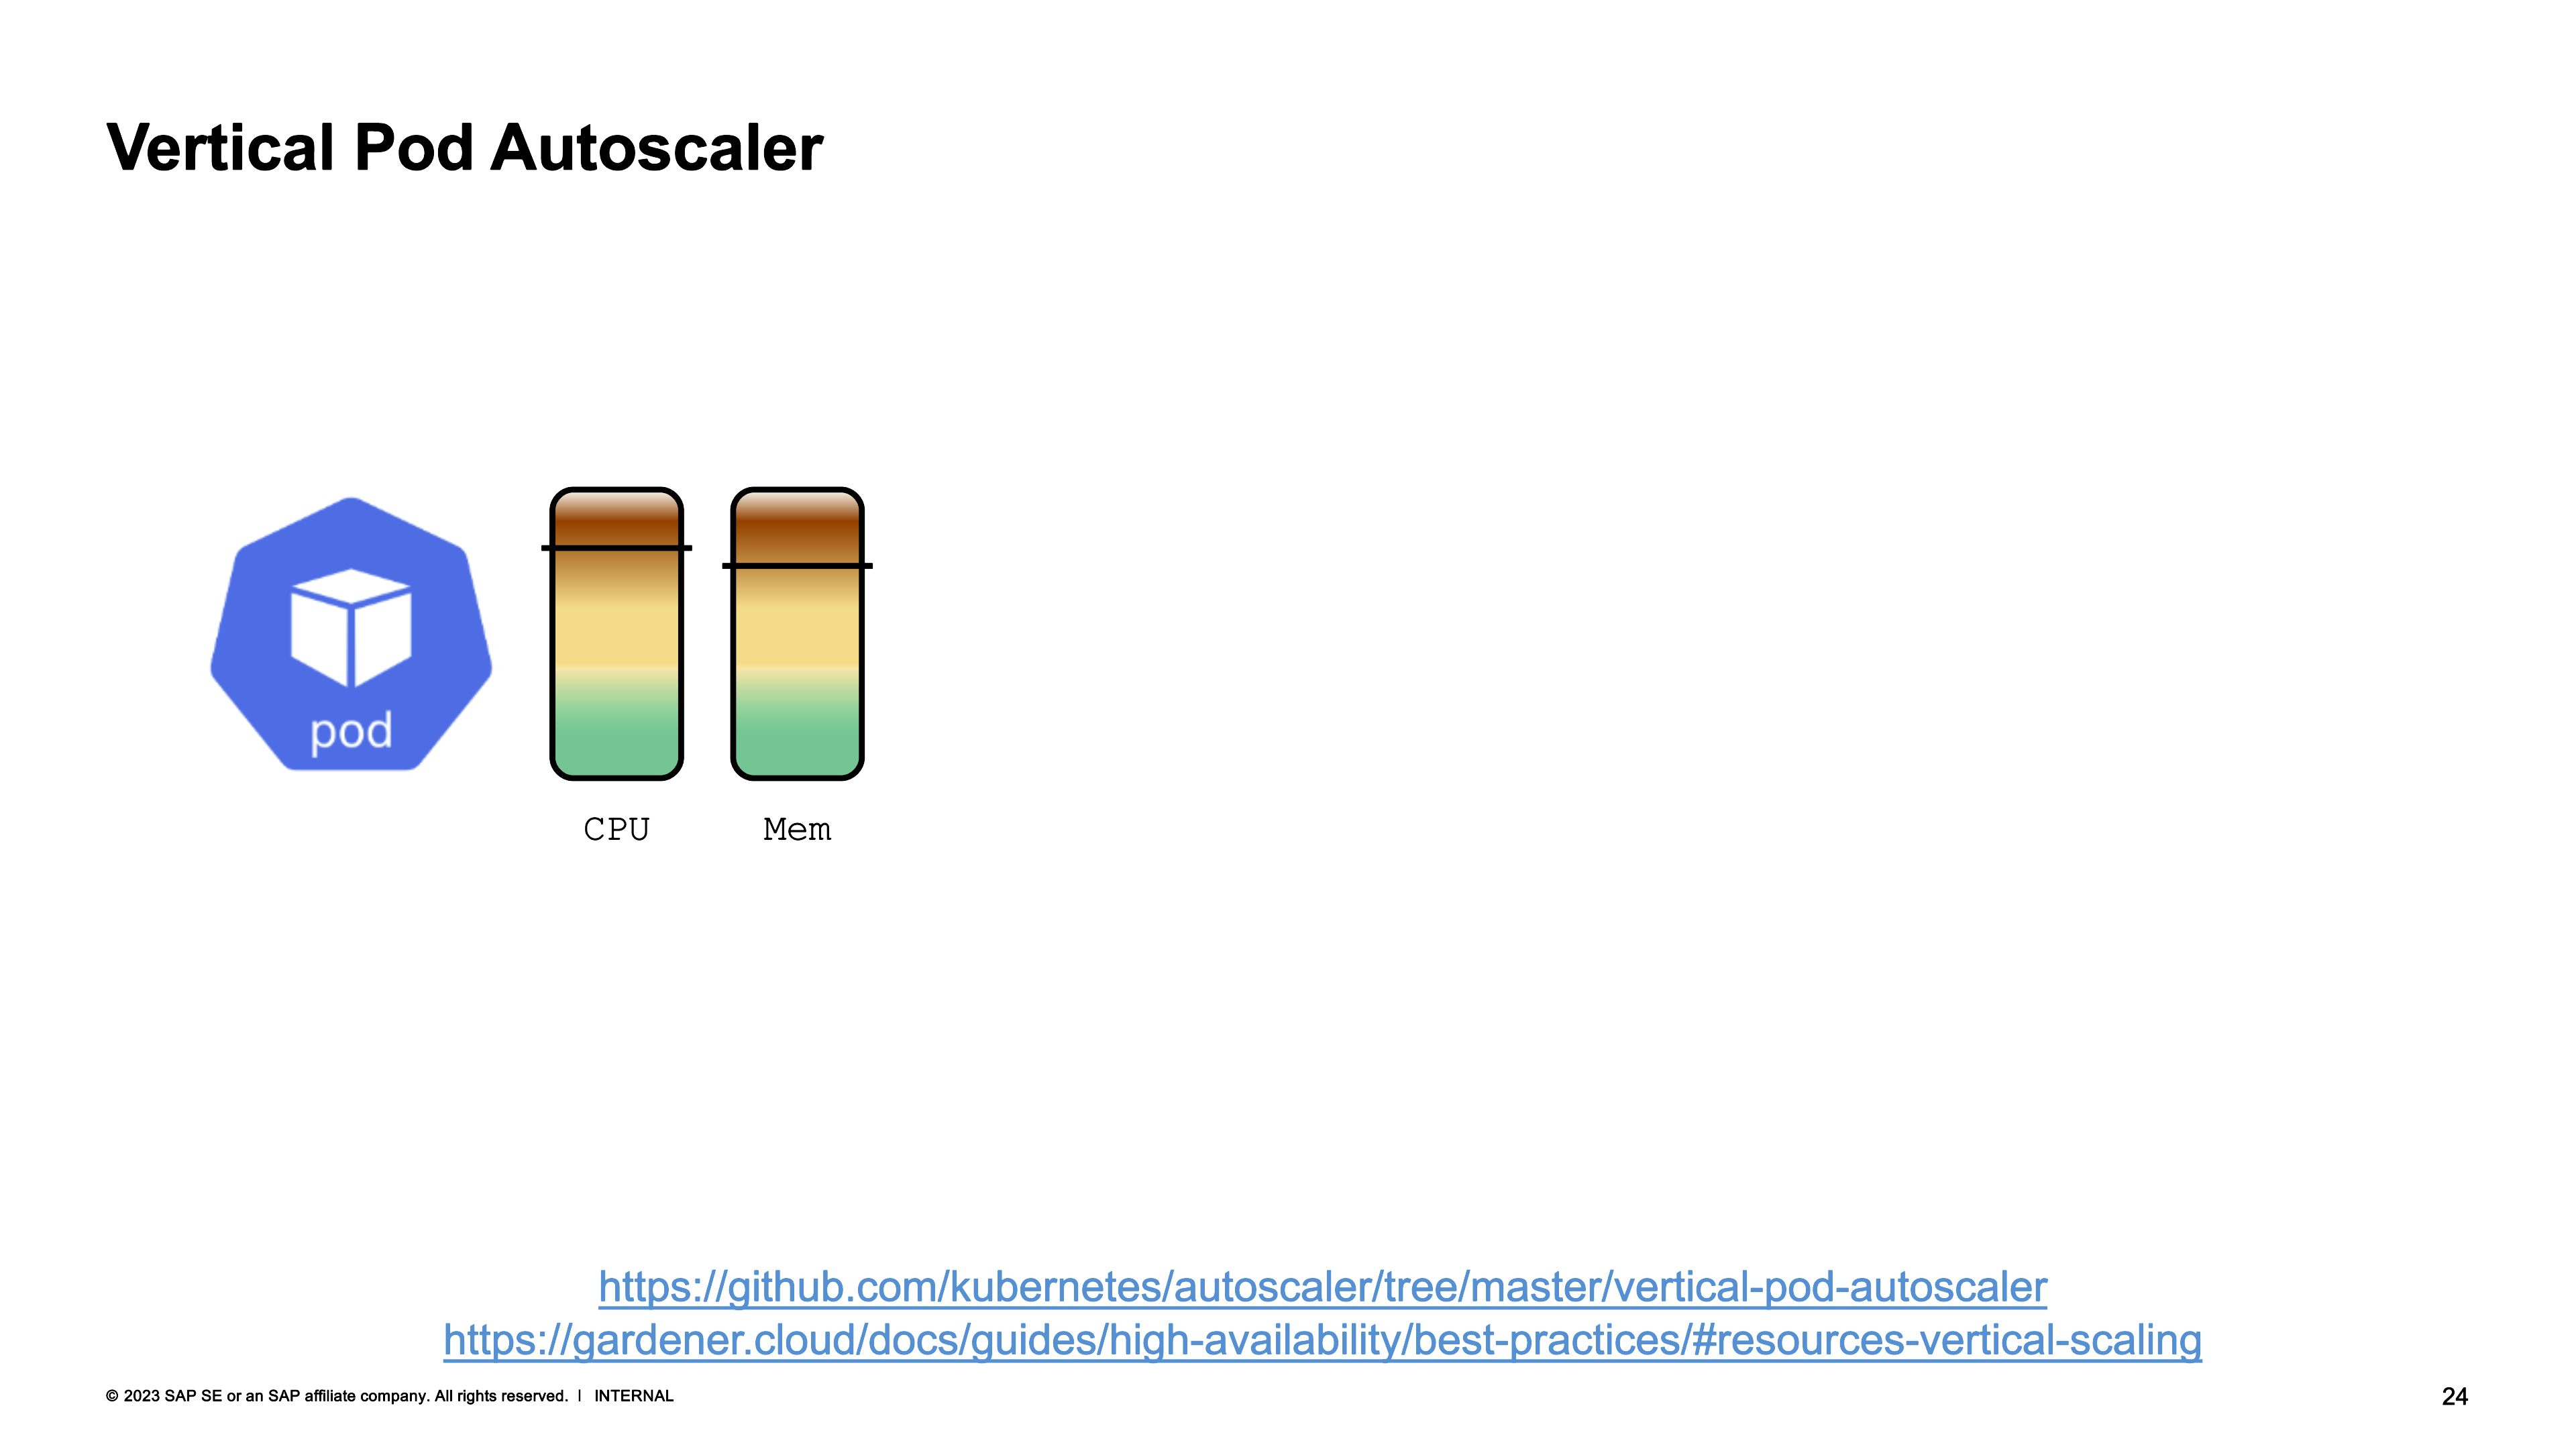 Vertical Pod Autoscaler
pod
CPU
Mem
https://github.com/kubernetes/autoscaler/tree/master/vertical-pod-autoscaler
https://gardener.cloud/docs/guides/high-availability/best-practices/#resources-vertical-scaling
© 2023 SAP SE or an SAP affiliate company. All rights reserved. | INTERNAL
24